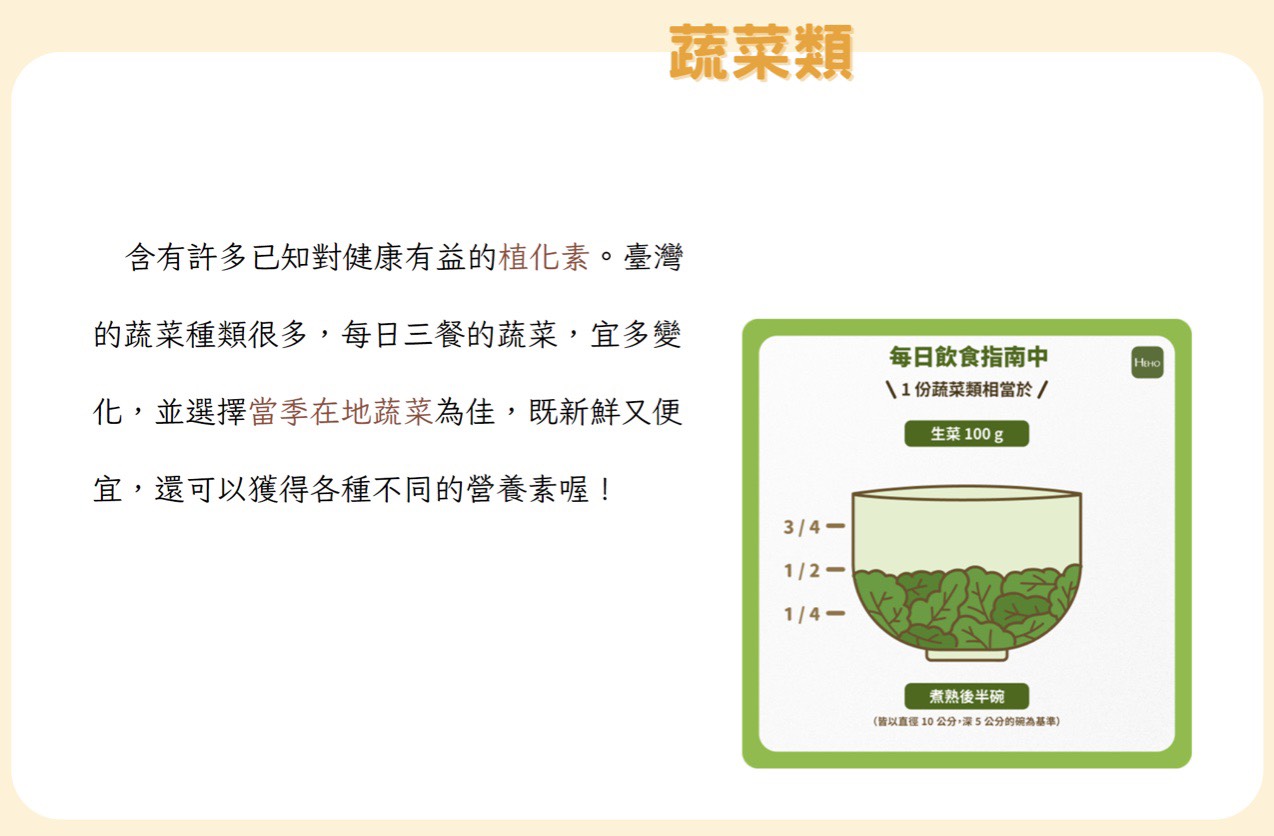 蔬菜類
含有許多已知對健康有益的植化素。臺灣
的蔬菜種類很多，每日三餐的蔬菜，宜多變
化，並選擇當季在地蔬菜為佳，既新鮮又便
宜，還可以獲得各種不同的營養素喔！
每日飲食指南中
HEHO
\ 1 份蔬菜類相當於 /
生菜 100 g
3 / 4
1 / 2
1 / 4
煮熟後半碗
（皆以直徑 10 公分，深 5 公分的碗為基準）